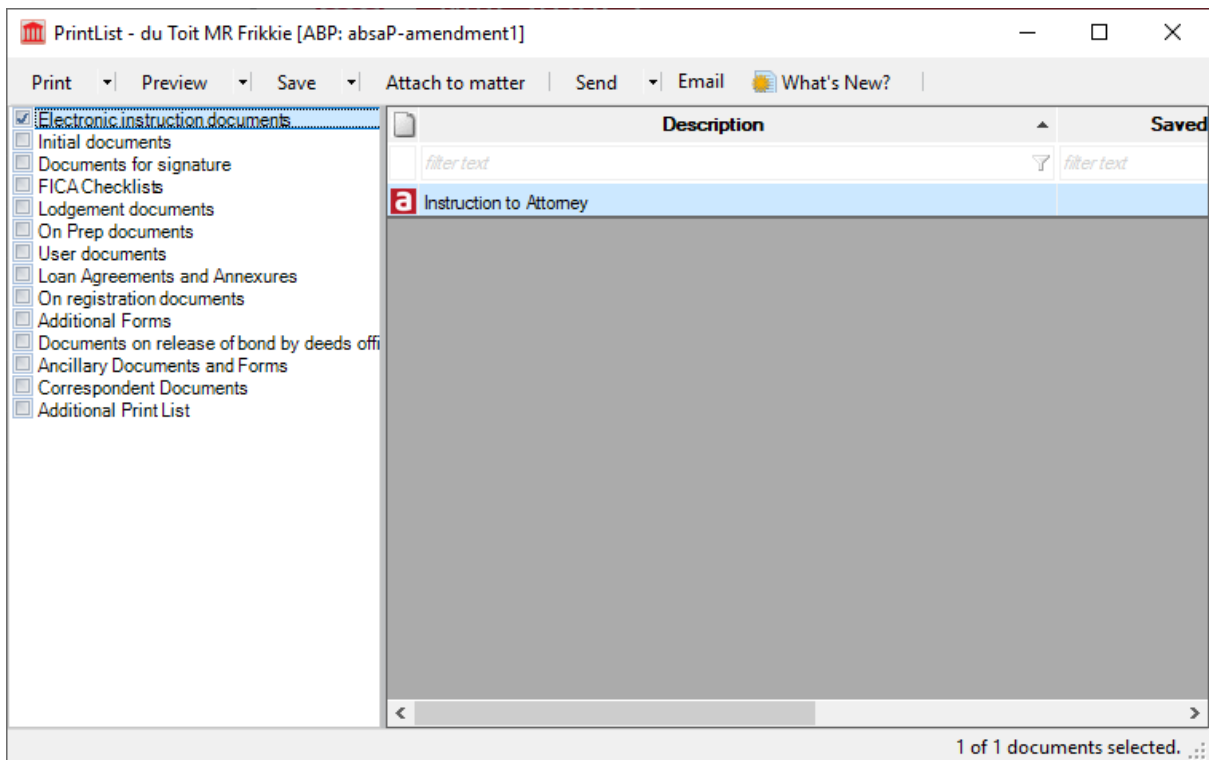 PrintList - du Toit MR Frikkie [ABP: absaP-amendment1]
Print Preview Save Attach to matter Send Email What's New?
Electronic instruction documents
Initial documents
Documents for signature
FICA Checklists
Lodgement documents
On Prep documents
User documents
Loan Agreements and Annexures
On registration documents
Additional Forms
Documents on release of bond by deeds offi
Ancillary Documents and Forms
Correspondent Documents
Additional Print List
Description Saved
filter text filter text
a Instruction to Attorney
1 of 1 documents selected.